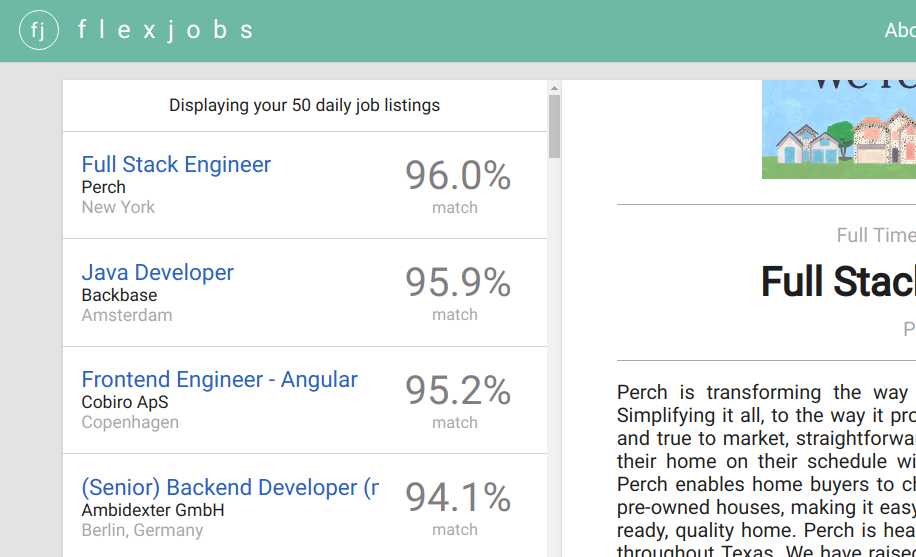 fj flexjobs
Displaying your 50 daily job listings
Full Stack Engineer
Perch
New York
96.0%
match
Java Developer
Backbase
Amsterdam
95.9%
match
Frontend Engineer - Angular
Cobiro ApS
Copenhagen
95.2%
match
(Senior) Backend Developer (r
Ambidexter GmbH
Berlin, Germany
94.1%
match
Full Time
Full Stac
P
Perch is transforming the way
Simplifying it all, to the way it pro
and true to market, straightforwa
their home on their schedule wi
Perch enables home buyers to ch
pre-owned houses, making it easy
ready, quality home. Perch is hea
throughout Texas. We have raised